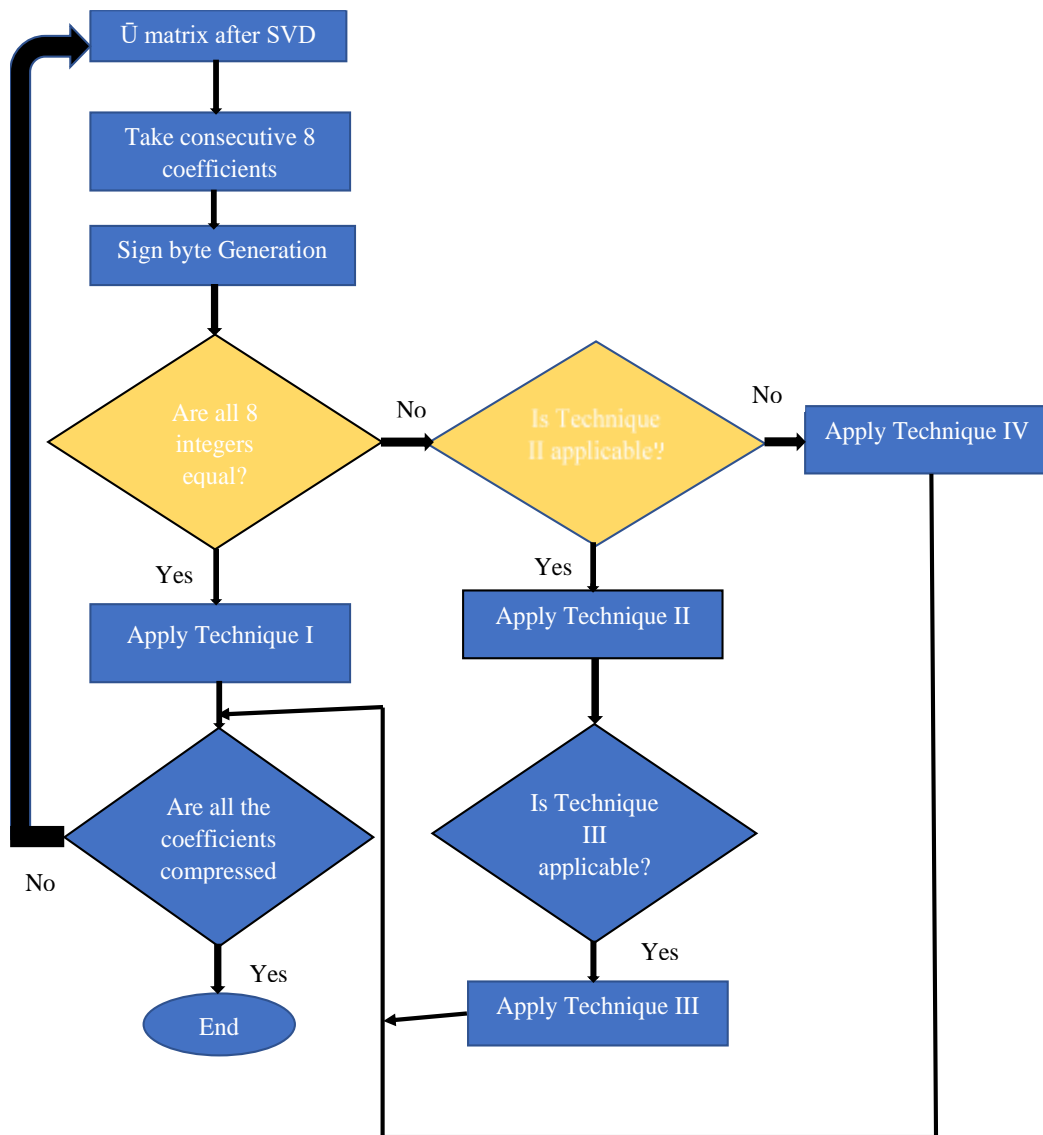 Ū matrix after SVD
Take consecutive 8
coefficients
Sign byte Generation
Are all 8
integers
equal?
No
Is Technique
II applicable?
No
Apply Technique IV
Yes
Yes
Apply Technique I
Apply Technique II
Are all the
coefficients
compressed
Is Technique
III
applicable?
No
Yes
Yes
End
Apply Technique III